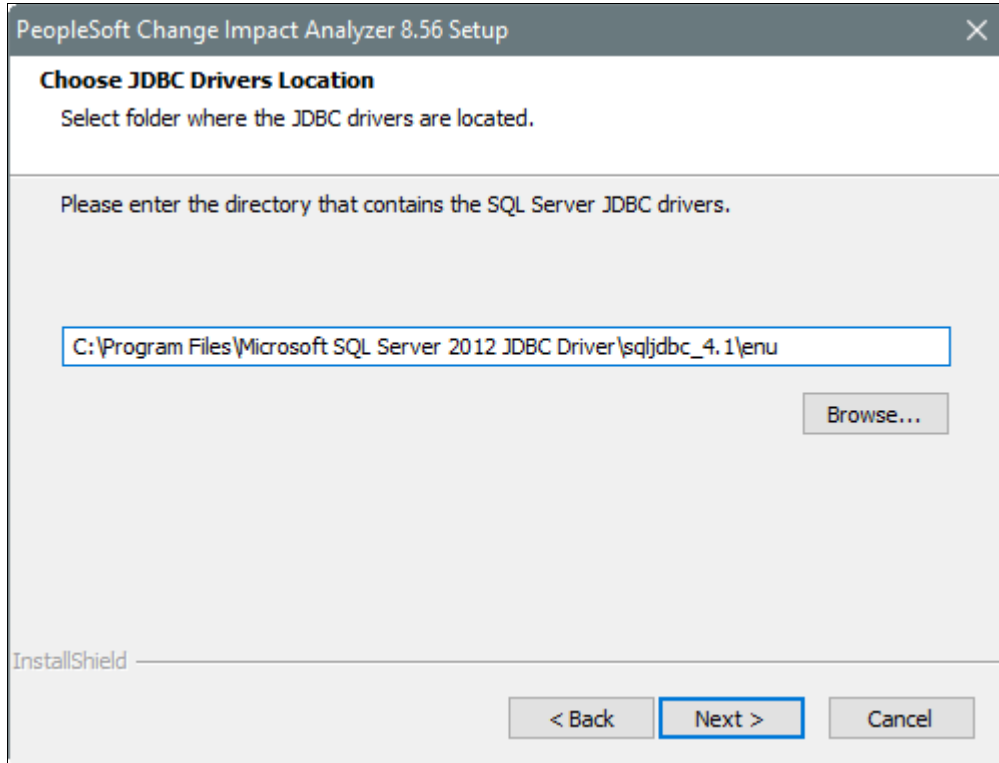 PeopleSoft Change Impact Analyzer 8.56 Setup
Choose JDBC Drivers Location
Select folder where the JDBC drivers are located.
Please enter the directory that contains the SQL Server JDBC drivers.
C:\Program Files\Microsoft SQL Server 2012 JDBC Driver\sqljdbc_4.1\enu
Browse...
InstallShield
< Back Next > Cancel